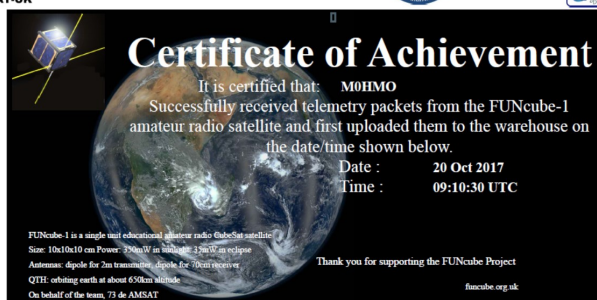 Certificate of Achievement
It is certified that: M0HMO
Successfully received telemetry packets from the FUNcube-1
amateur radio satellite and first uploaded them to the warehouse on
the date/time shown below.
Date : 20 Oct 2017
Time : 09:10:30 UTC
FUNcube-1 is a single unit educational amateur radio CubeSat satellite
Size: 10x10x10 cm Power: 350mW in sunlight, 35mW in eclipse
Antennas: dipole for 2m transmitter, dipole for 70cm receiver
QTH: orbiting earth at about 650km altitude
On behalf of the team, 73 de AMSAT
Thank you for supporting the FUNcube Project
funcube.org.uk